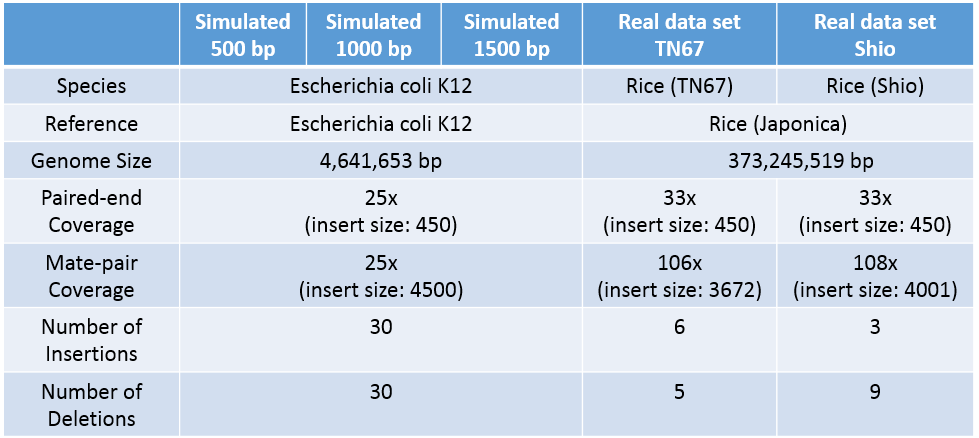 Simulated
500 bp
Simulated
1000 bp
Simulated
1500 bp
Real data set
TN67
Real data set
Shio
Species
Escherichia coli K12
Rice (TN67)
Rice (Shio)
Reference
Escherichia coli K12
Rice (Japonica)
Genome Size
4,641,653 bp
373,245,519 bp
Paired-end
Coverage
25x
(insert size: 450)
33x
(insert size: 450)
33x
(insert size: 450)
Mate-pair
Coverage
25x
(insert size: 4500)
106x
(insert size: 3672)
108x
(insert size: 4001)
Number of
Insertions
30
6
3
Number of
Deletions
30
5
9